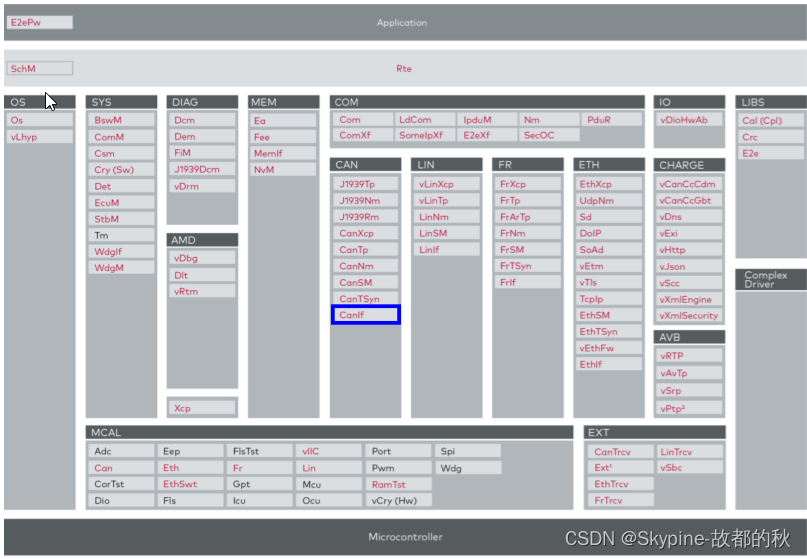 E2ePw
Application
SchM
Rte
OS
Os
vLhyp
SYS
BswM
ComM
Csm
Cry (Sw)
Det
EcuM
StbM
Tm
WdgIf
WdgM
DIAG
Dcm
Dem
FiM
J1939Dcm
vDrm
AMD
vDbg
Dlt
vRtm
Xcp
MEM
Ea
Fee
MemIf
NvM
COM
Com LdCom IpduM Nm PduR
ComXf SomeIpXf E2eXf SecOC
CAN
J1939Tp
J1939Nm
J1939Rm
CanXcp
CanTp
CanNm
CanSM
CanTSyn
CanIf
LIN
vLinXcp
vLinTp
LinNm
LinSM
LinIf
FR
FrXcp
FrTp
FrArTp
FrNm
FrSM
FrTSyn
FrIf
ETH
EthXcp
UdpNm
Sd
DoIP
SoAd
vEtm
vTls
TcpIp
EthSM
EthTSyn
vEthFw
EthIf
IO
vDioHwAb
CHARGE
vCanCcCdm
vCanCcGbt
vDns
vExi
vHttp
vJson
vScc
vXmlEngine
vXmlSecurity
AVB
vRTP
vAvTp
vSrp
vPtp²
LIBS
Cal (Cpl)
Crc
E2e
Complex
Driver
MCAL
Adc Eep FlsTst vIIC Port Spi
Can Eth Fr Lin Pwm Wdg
CorTst EthSwt Gpt Mcu RamTst
Dio Fls Icu Ocu vCry (Hw)
EXT
CanTrcv LinTrcv
Ext¹ vSbc
EthTrcv
FrTrcv
Microcontroller
CSDN @Skypine-故都的秋